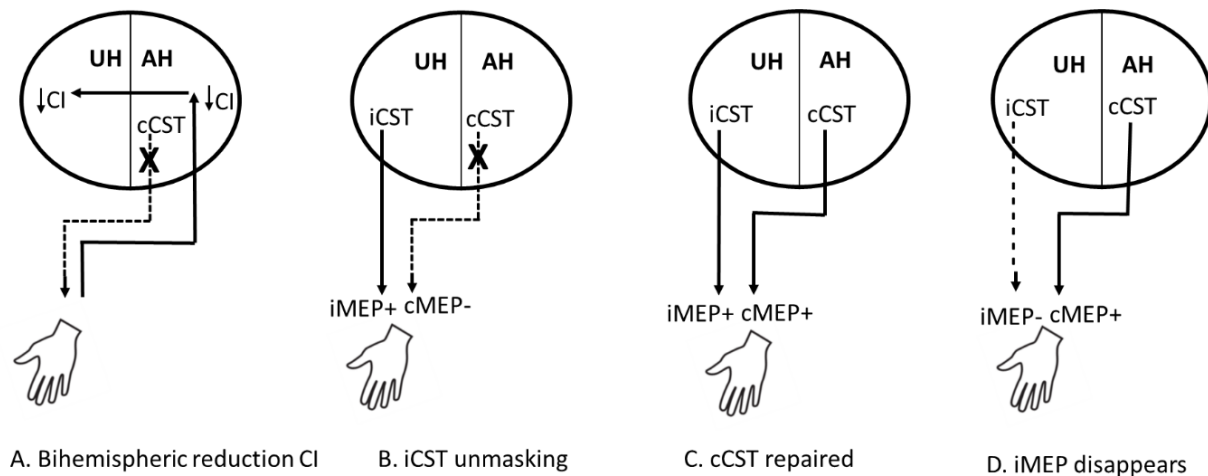 UH AH
↓CI ↓CI
cCST
X
A. Bihemispheric reduction CI
UH AH
iCST cCST
X
iMEP+ cMEP-
B. iCST unmasking
UH AH
iCST cCST
iMEP+ cMEP+
C. cCST repaired
UH AH
iCST cCST
iMEP- cMEP+
D. iMEP disappears